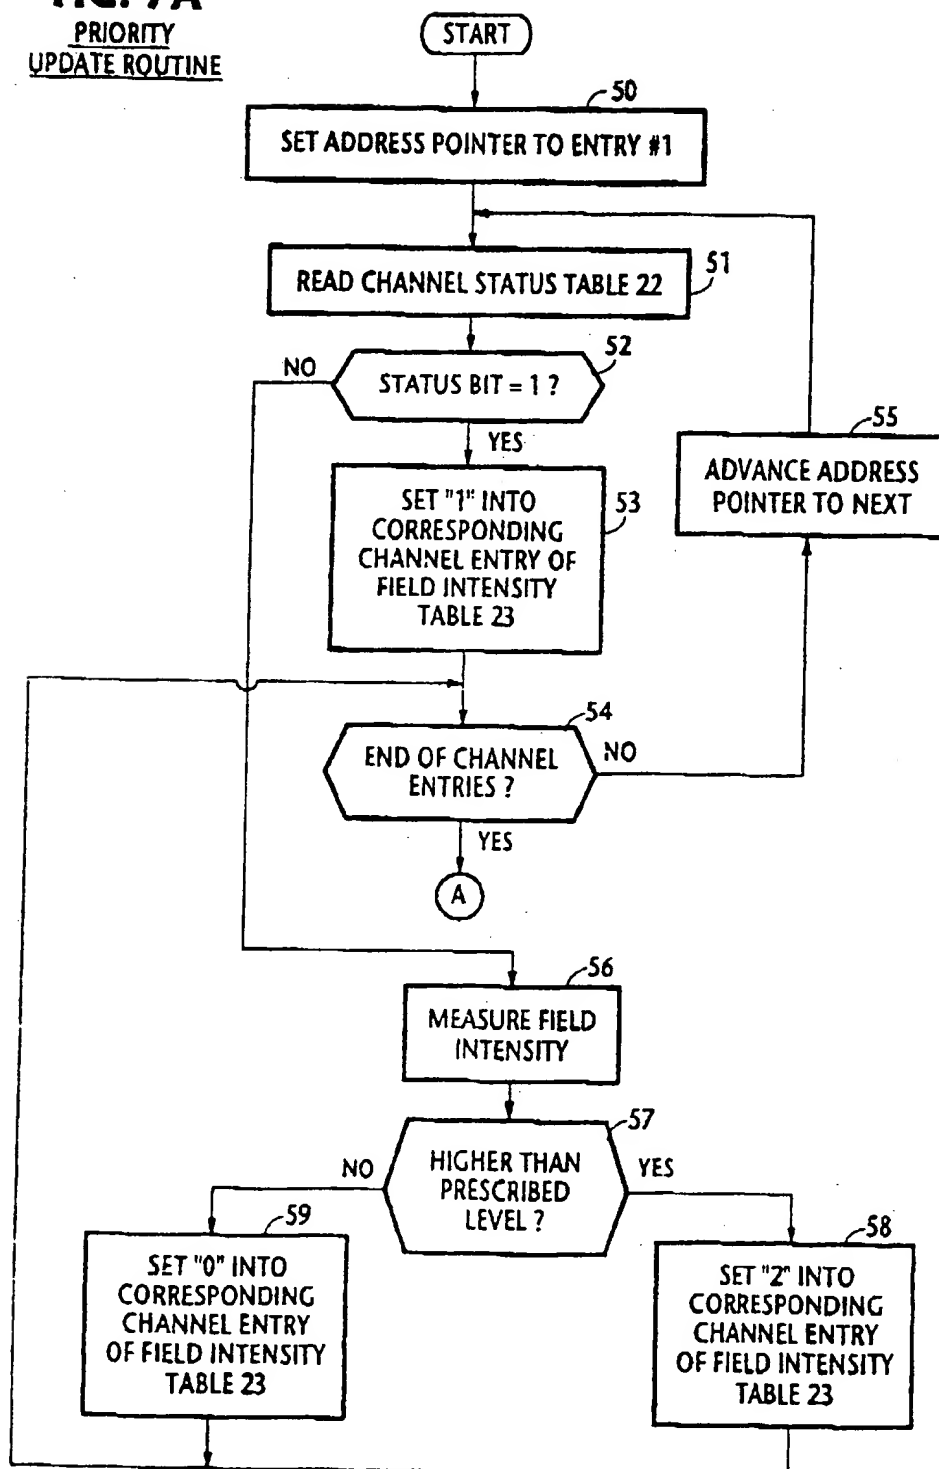 FIG. 7A
PRIORITY
UPDATE ROUTINE
START
50
SET ADDRESS POINTER TO ENTRY #1
READ CHANNEL STATUS TABLE 22
51
52
NO
STATUS BIT = 1 ?
YES
55
ADVANCE ADDRESS
POINTER TO NEXT
SET "1" INTO
CORRESPONDING
CHANNEL ENTRY OF
FIELD INTENSITY
TABLE 23
53
54
END OF CHANNEL
ENTRIES ?
NO
YES
A
56
MEASURE FIELD
INTENSITY
57
HIGHER THAN
PRESCRIBED
LEVEL ?
NO
YES
59
SET "0" INTO
CORRESPONDING
CHANNEL ENTRY
OF FIELD INTENSITY
TABLE 23
58
SET "2" INTO
CORRESPONDING
CHANNEL ENTRY
OF FIELD INTENSITY
TABLE 23